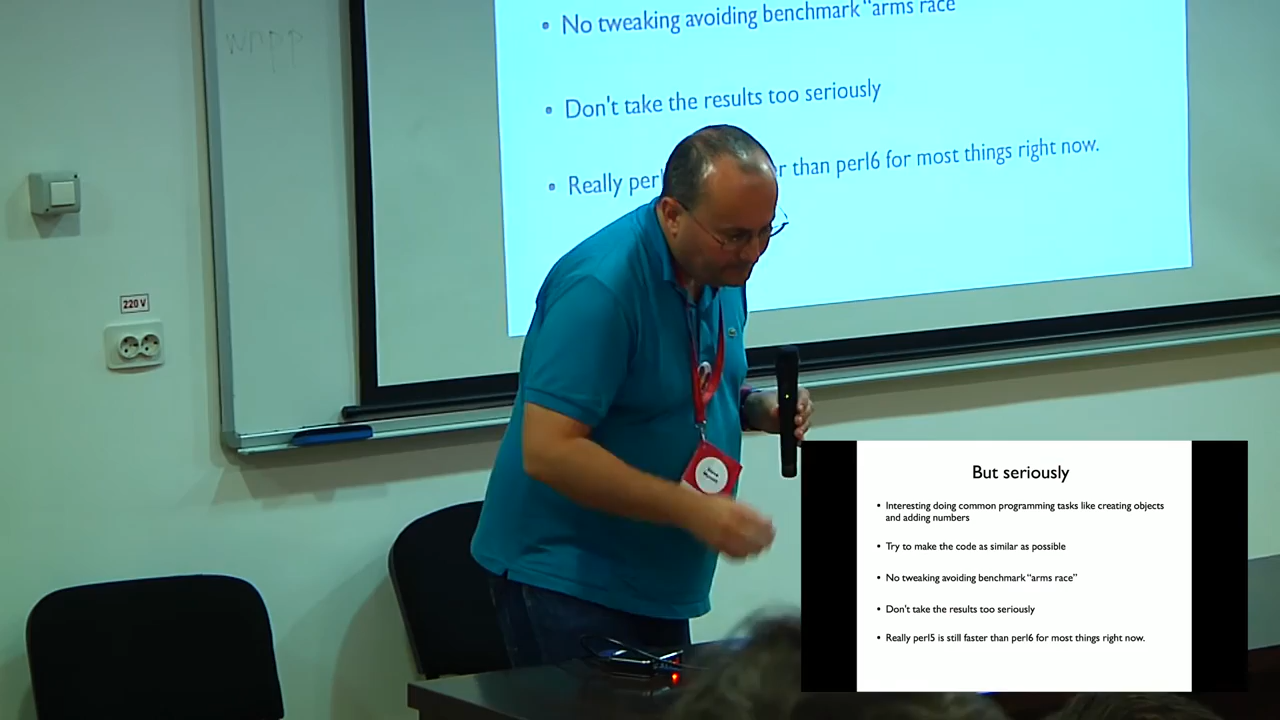 wnpp
• No tweaking avoiding benchmark “arms race
• Don't take the results too seriously
• Really perl
r than perl6 for most things right now.
220 V
But seriously
• Interesting doing common programming tasks like creating objects
and adding numbers
• Try to make the code as similar as possible
• No tweaking avoiding benchmark “arms race”
• Don't take the results too seriously
• Really perl5 is still faster than perl6 for most things right now.